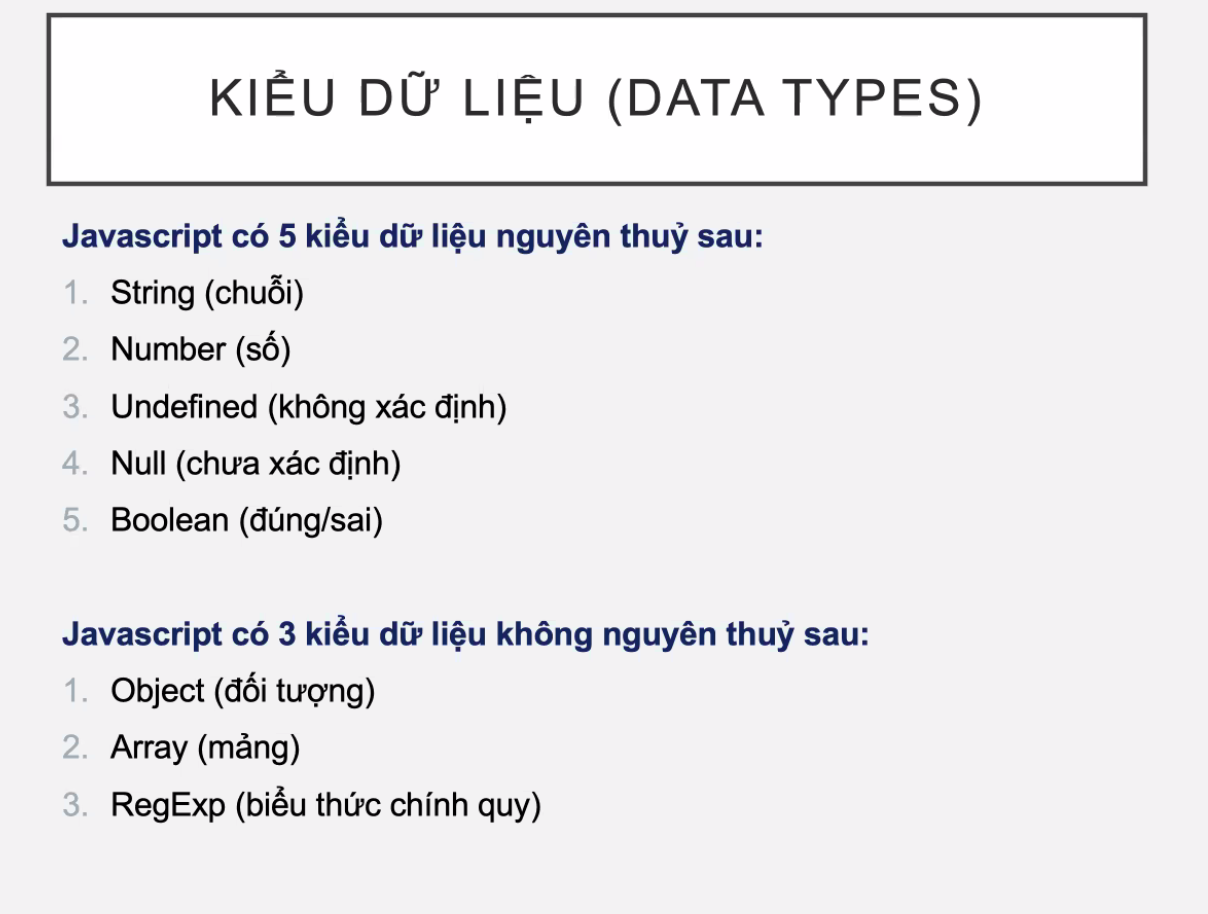 KIỂU DỮ LIỆU (DATA TYPES)
Javascript có 5 kiểu dữ liệu nguyên thuỷ sau:
1. String (chuỗi)
2. Number (số)
3. Undefined (không xác định)
4. Null (chưa xác định)
5. Boolean (đúng/sai)
Javascript có 3 kiểu dữ liệu không nguyên thuỷ sau:
1. Object (đối tượng)
2. Array (mảng)
3. RegExp (biểu thức chính quy)